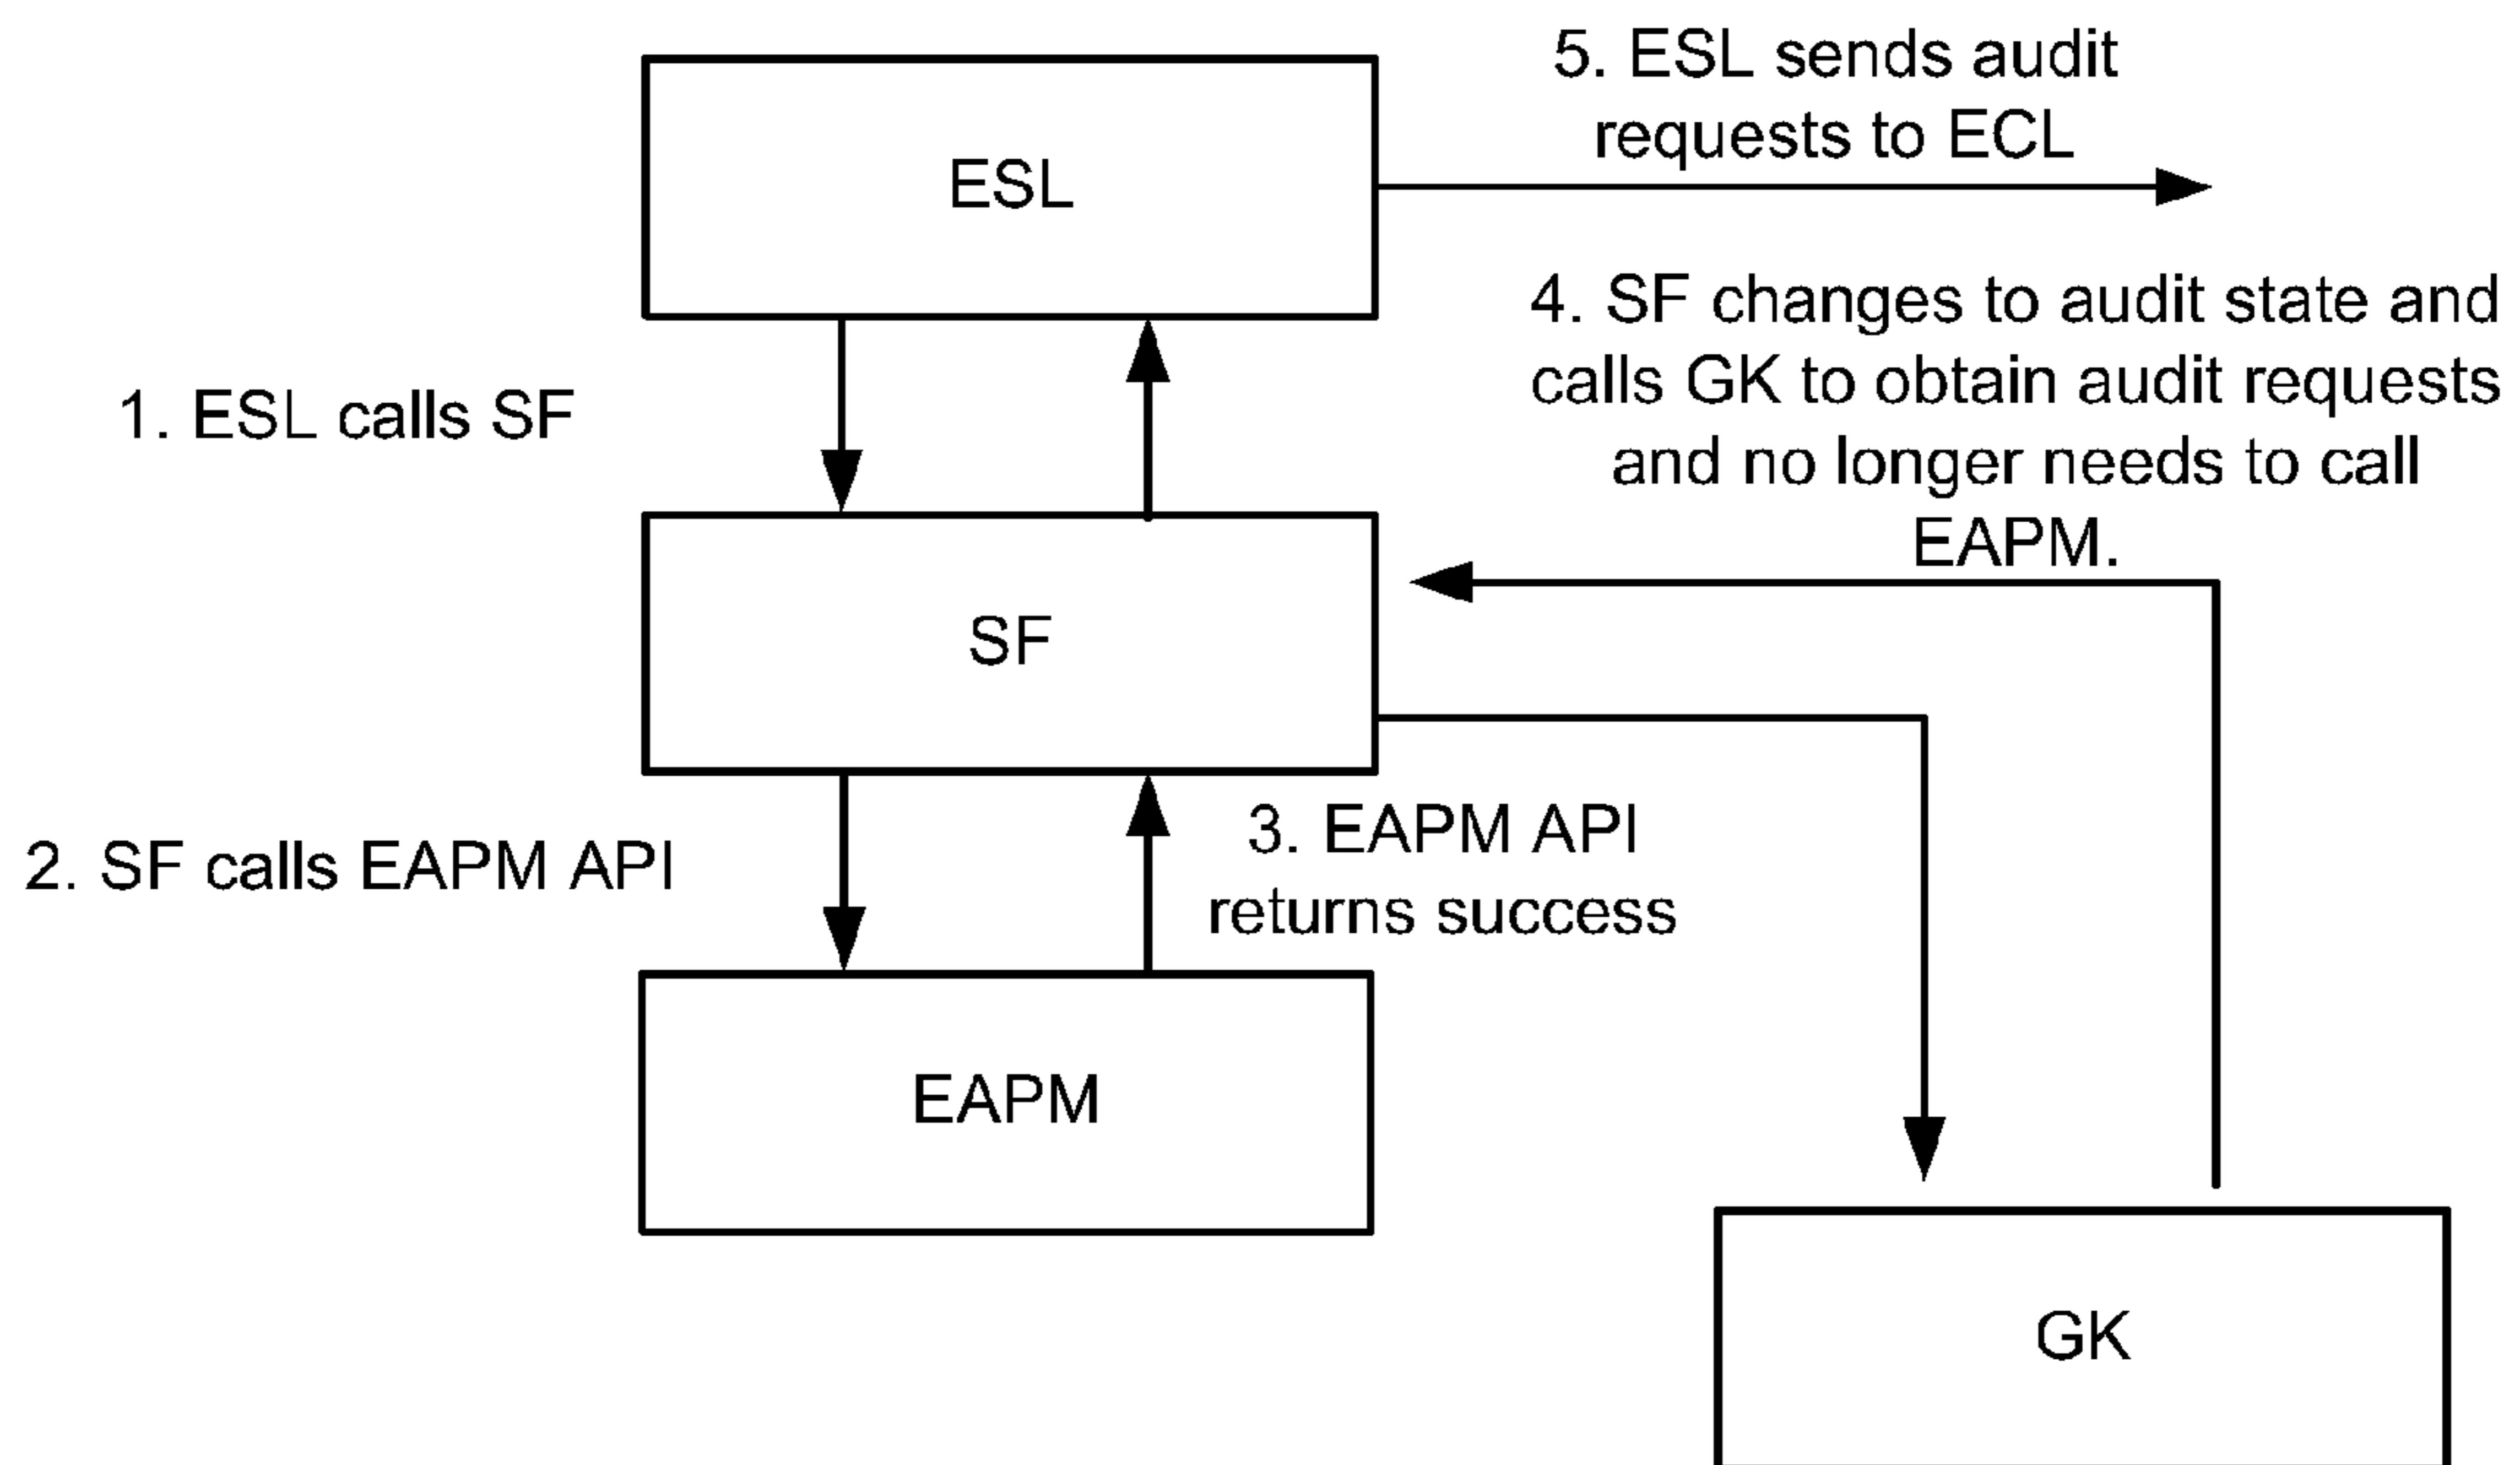 ESL
5. ESL sends audit
requests to ECL
1. ESL calls SF
4. SF changes to audit state and
calls GK to obtain audit requests
and no longer needs to call
EAPM.
SF
2. SF calls EAPM API
3. EAPM API
returns success
EAPM
GK